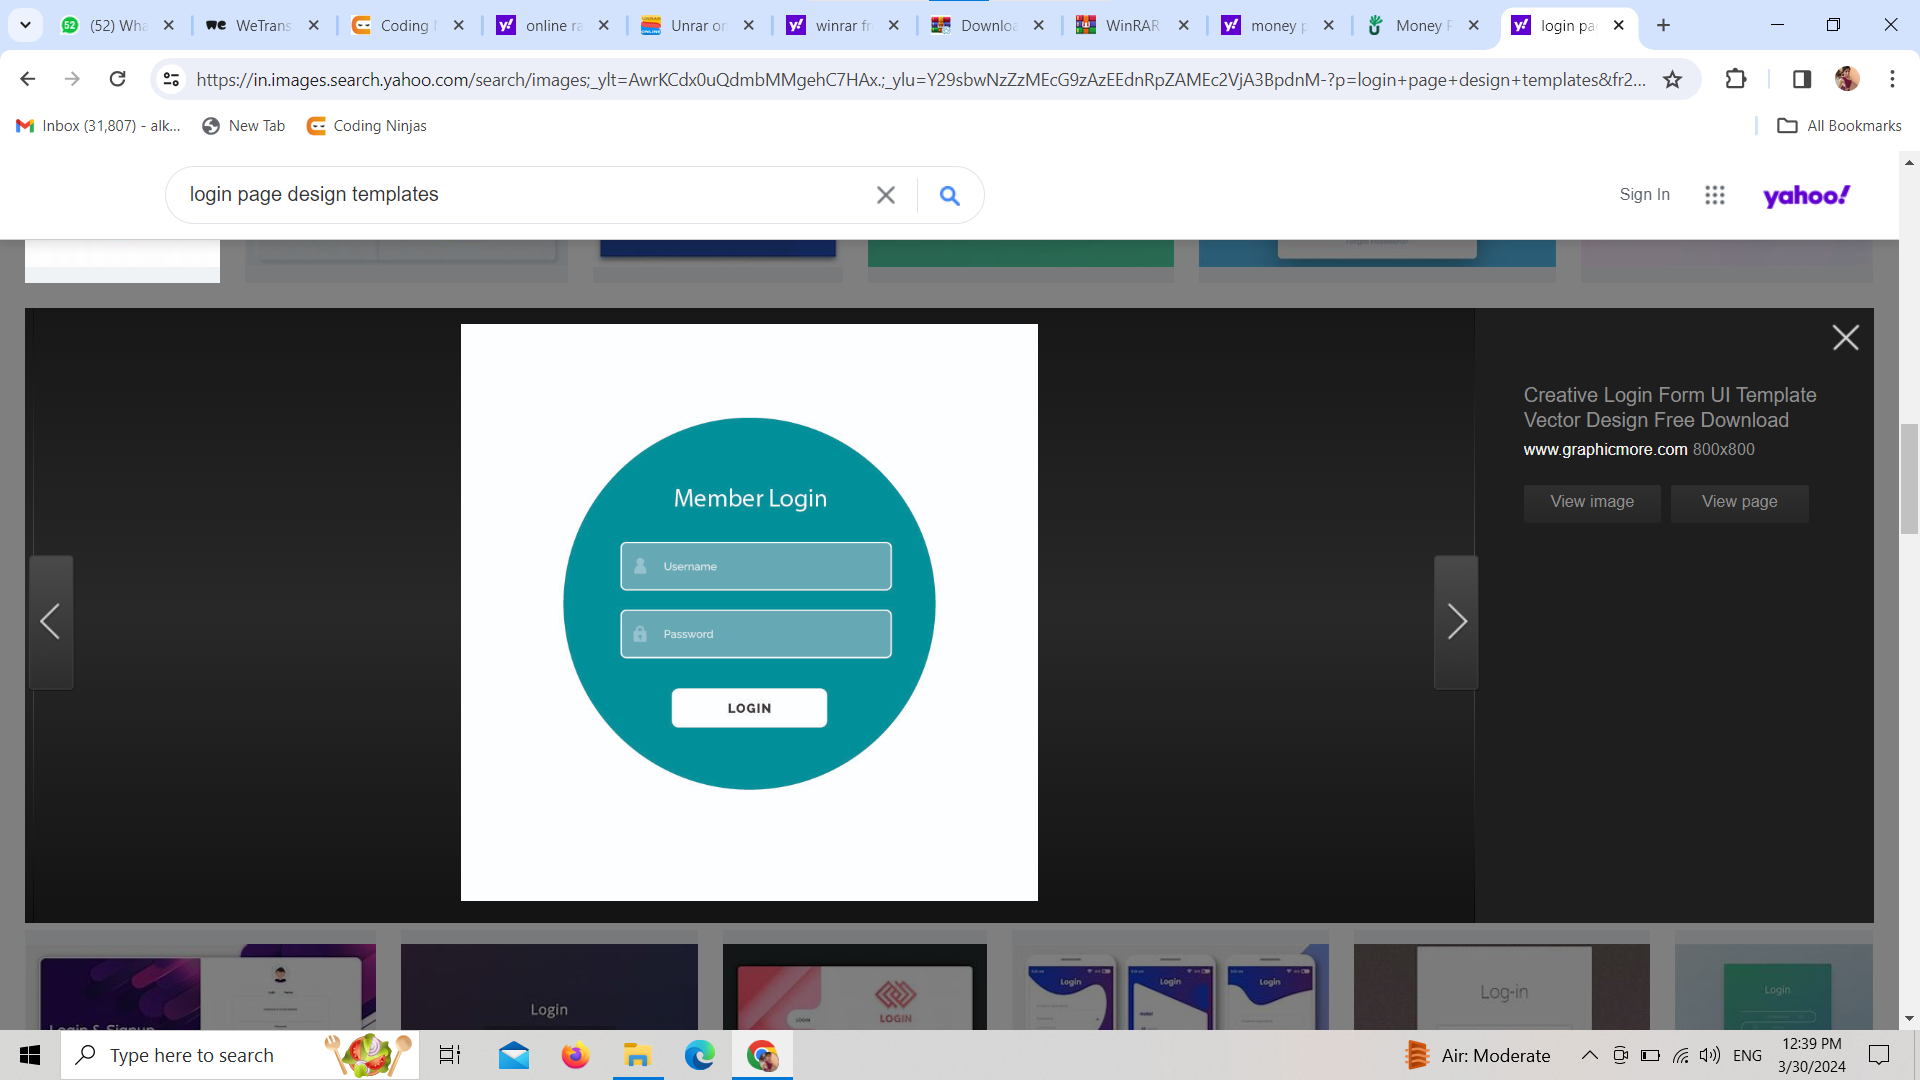 (52) Wha
WeTrans
Coding N
online ra
Unrar on
winrar fr
Downloa
WinRAR
money p
Money P
login pa
https://in.images.search.yahoo.com/search/images;_ylt=AwrKCdx0uQdmbMMgehC7HAx.;_ylu=Y29sbwNzZzMEcG9zAzEEdnRpZAMEc2VjA3BpdnM-?p=login+page+design+templates&fr2...
Inbox (31,807) - alk...
New Tab
Coding Ninjas
All Bookmarks
login page design templates
Sign In
yahoo!
Creative Login Form UI Template
Vector Design Free Download
www.graphicmore.com 800x800
View image
View page
Member Login
Username
Password
LOGIN
Login & Signup
Login
LOGIN
LOGIN
Login
Login
Login
Log-in
Login
Type here to search
Air: Moderate
ENG
12:39 PM
3/30/2024